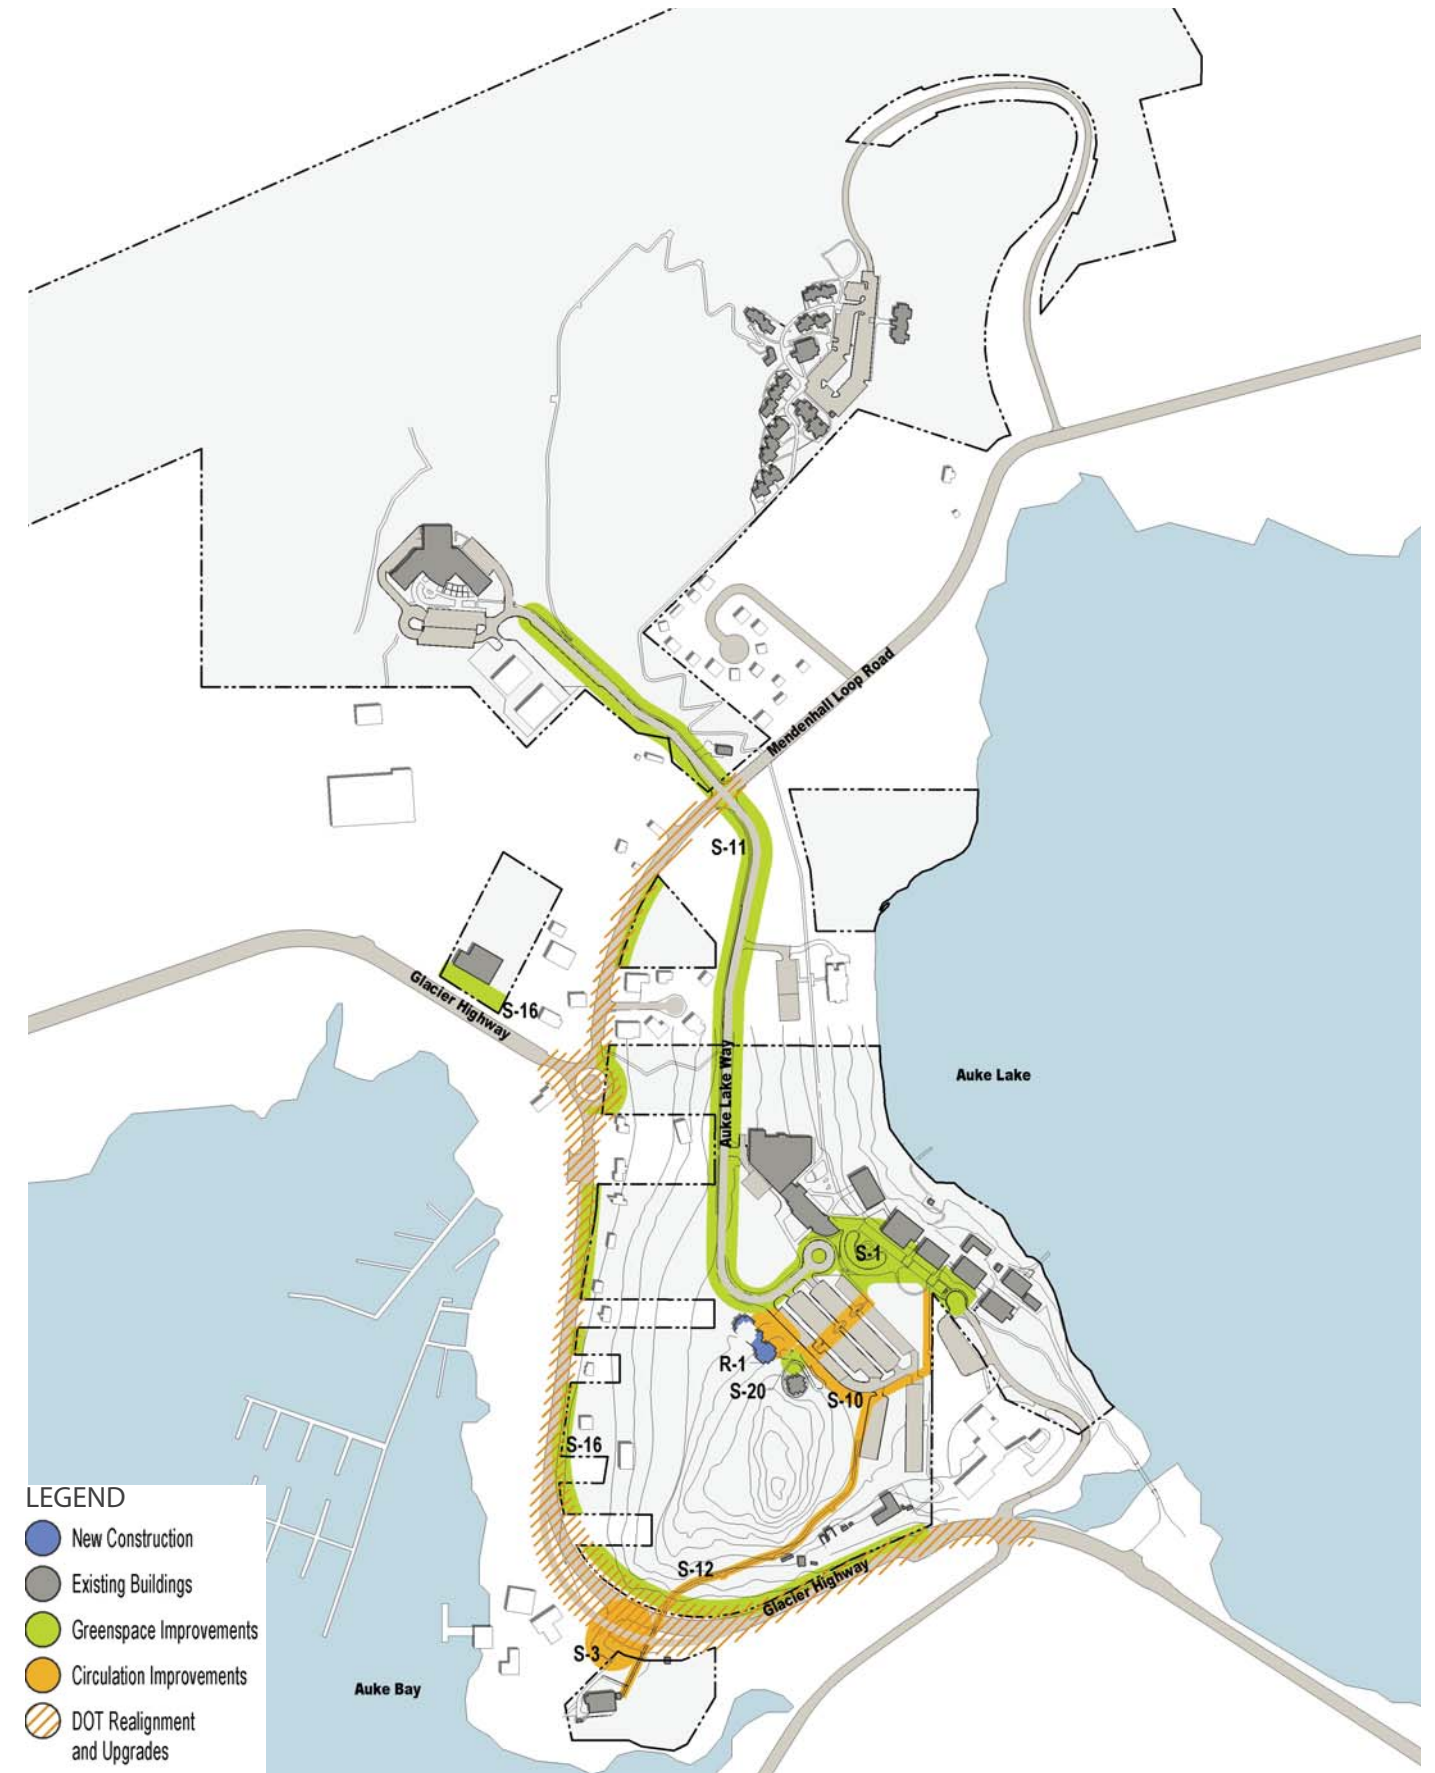 Mendenhall Loop Road
S-11
Glacier Highway
S-16
Auke Lake
Auke Lake Way
S-1
R-1
S-20
S-10
S-16
S-12
Glacier Highway
S-3
Auke Bay
LEGEND
New Construction
Existing Buildings
Greenspace Improvements
Circulation Improvements
DOT Realignment
and Upgrades